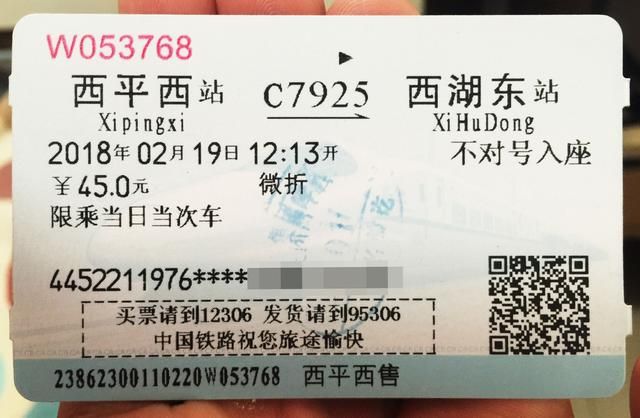 W053768
西平西站 C7925 西湖东站
Xipingxi XiHuDong
2018年02月19日12:13开 不对号入座
￥45.0元 微折
限乘当日当次车
4452211976****
买票请到12306 发货请到95306
中国铁路祝您旅途愉快
23862300110220W053768 西平西售